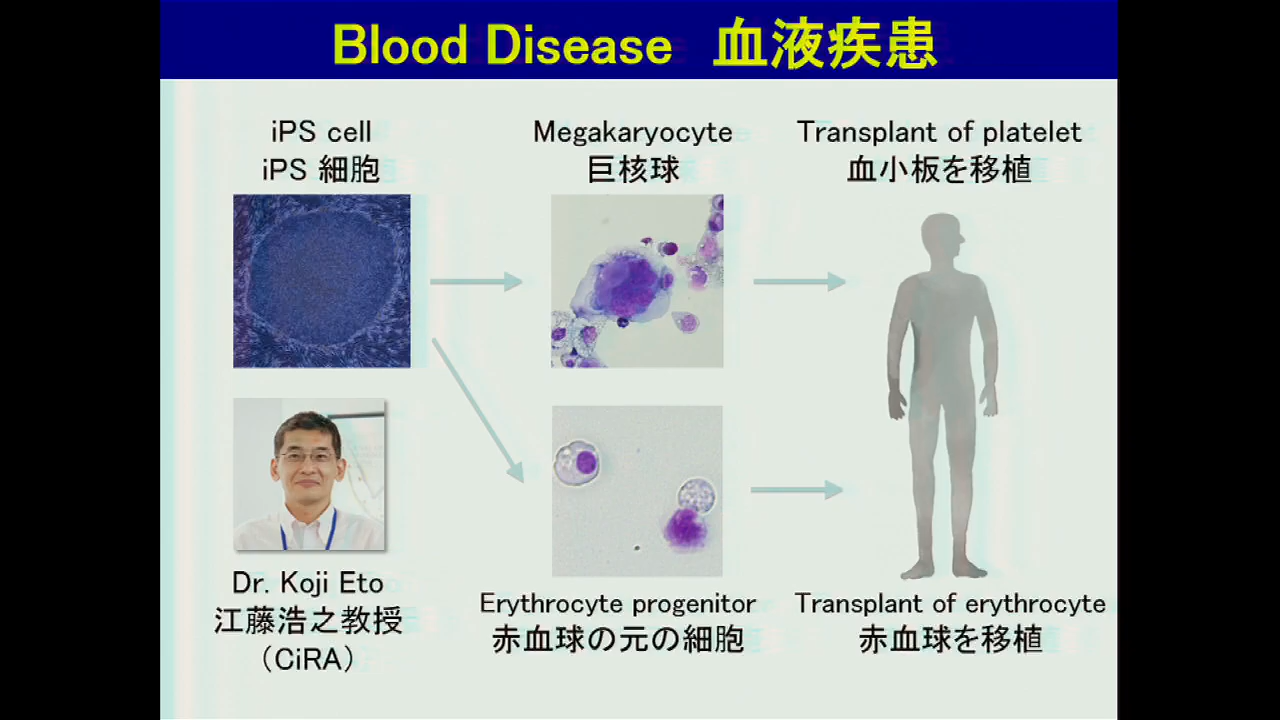 Blood Disease 血液疾患
iPS cell
iPS 細胞
Megakaryocyte
巨核球
Transplant of platelet
血小板を移植
Dr. Koji Eto
江藤浩之教授
（CiRA）
Erythrocyte progenitor
赤血球の元の細胞
Transplant of erythrocyte
赤血球を移植